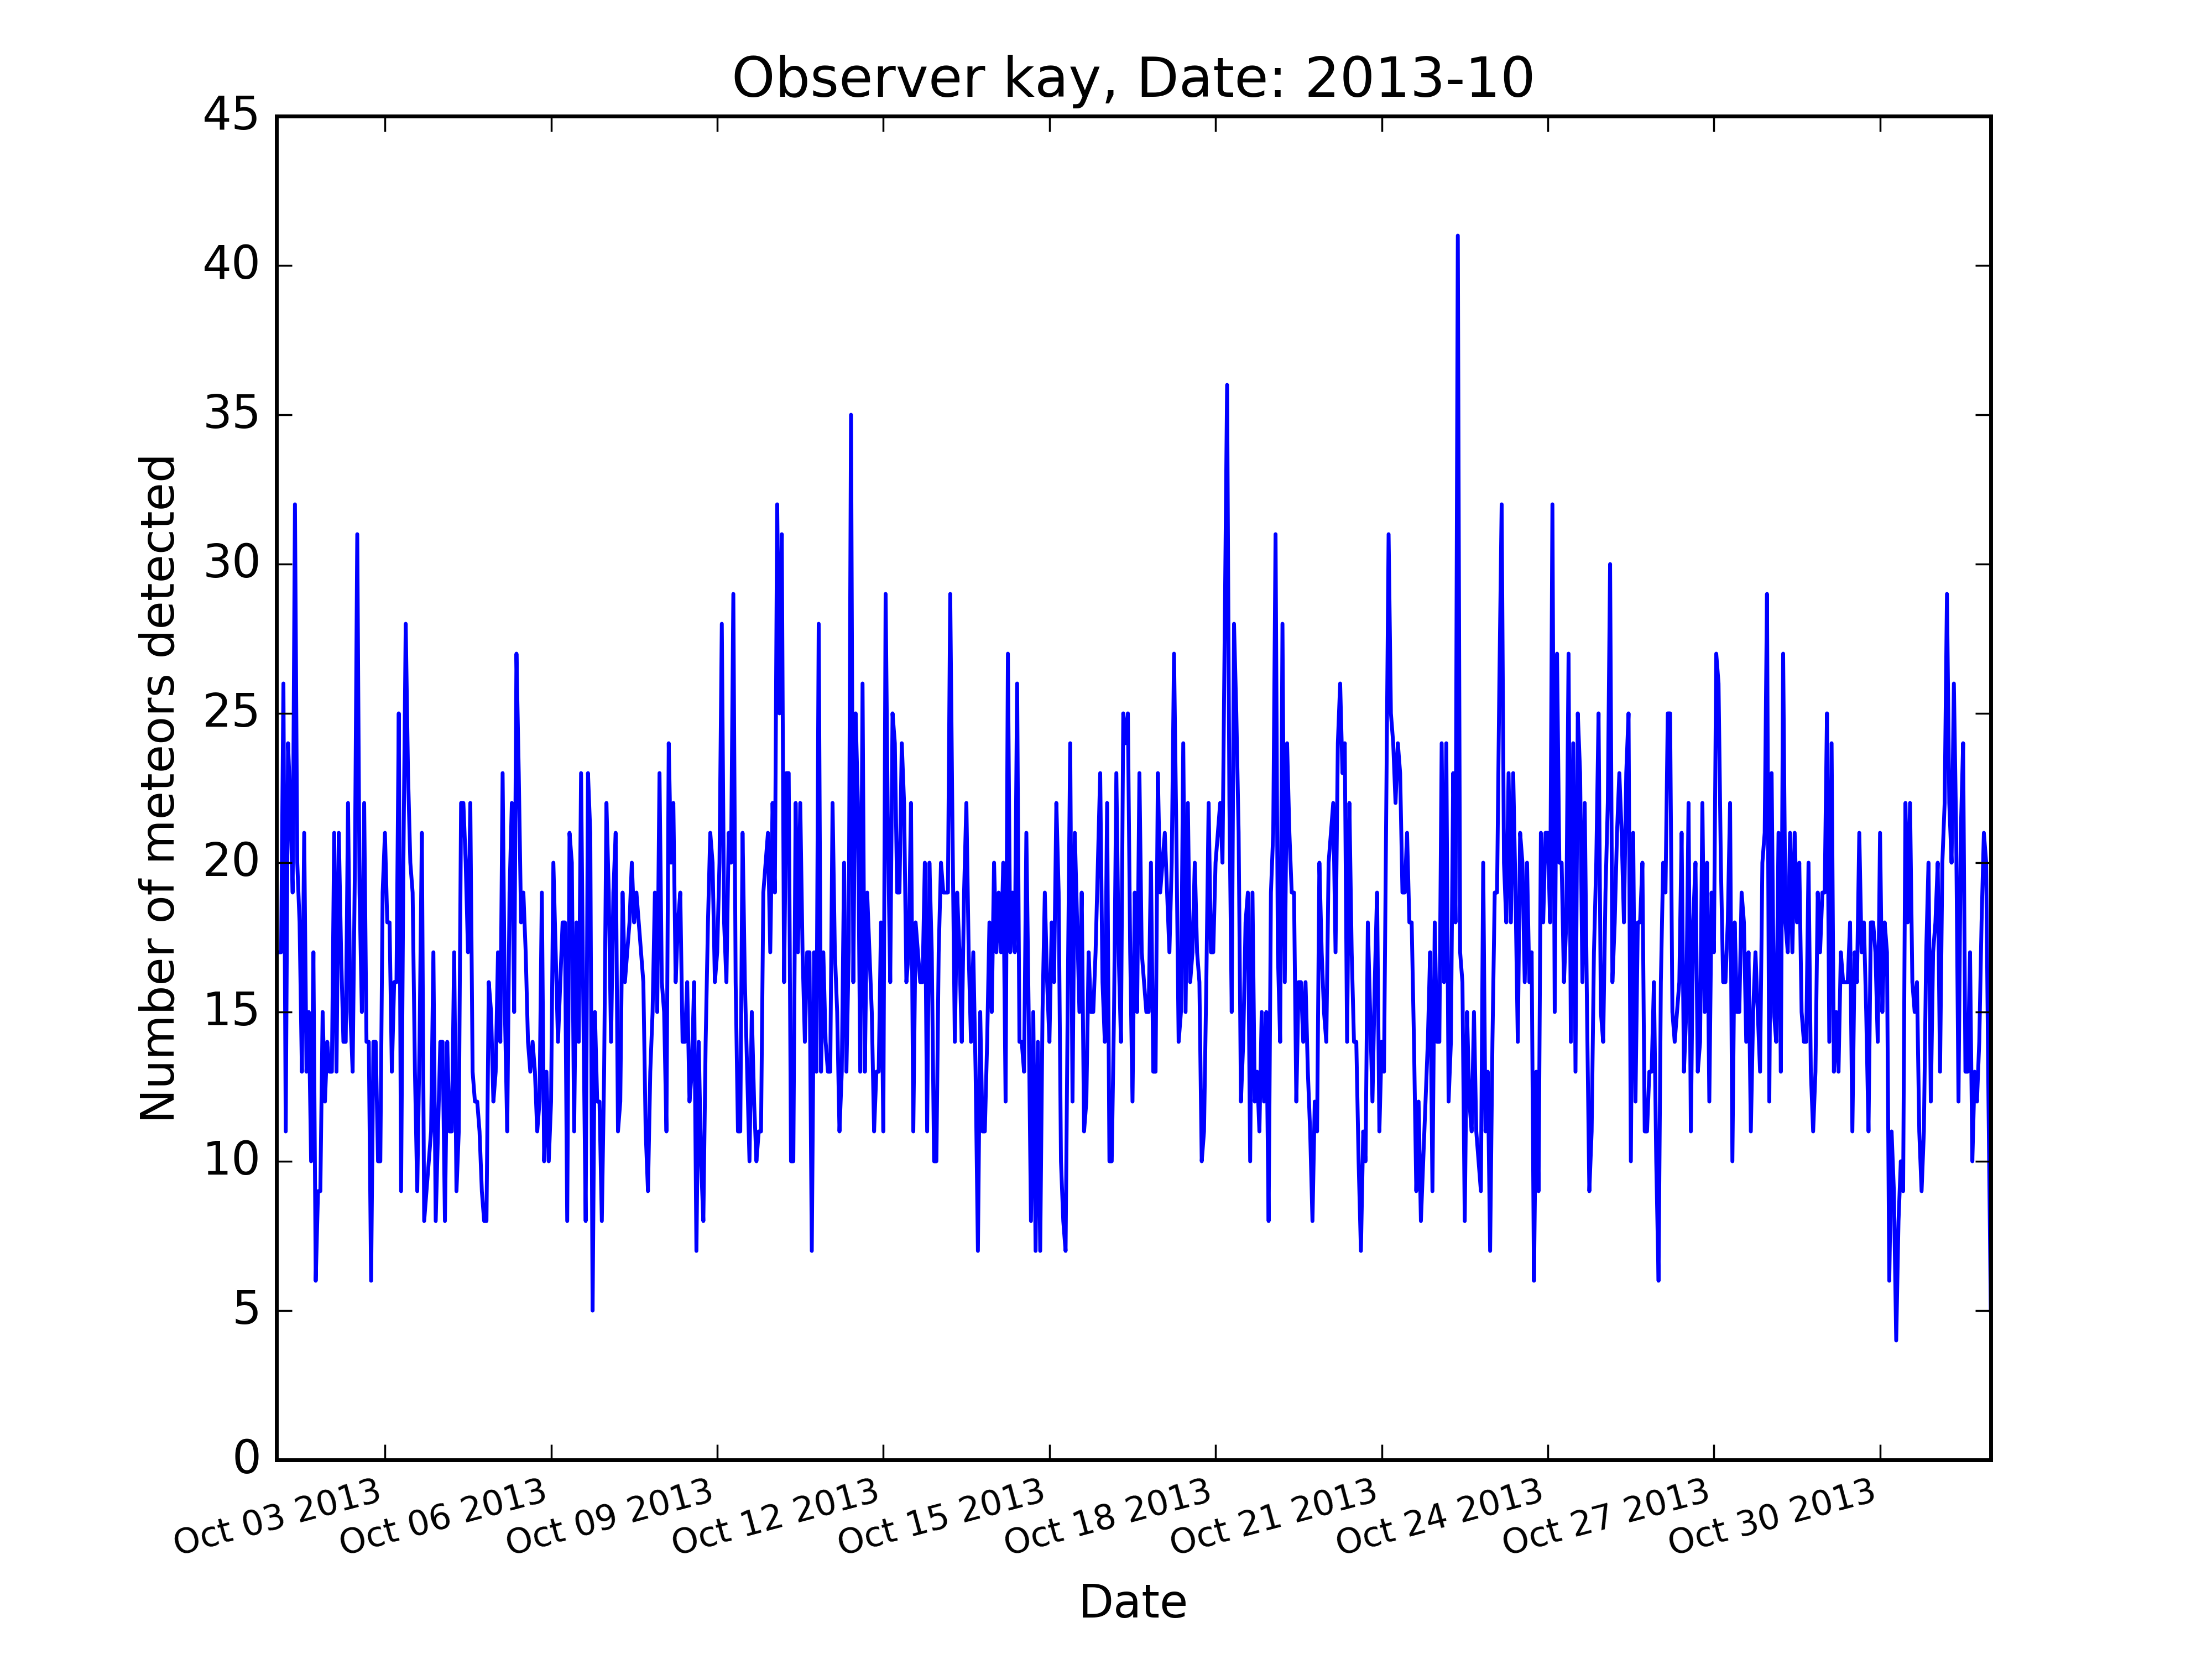 Observer kay, Date: 2013-10
45
40
35
30
25
20
15
10
5
0
Number of meteors detected
Oct 03 2013
Oct 06 2013
Oct 09 2013
Oct 12 2013
Oct 15 2013
Oct 18 2013
Oct 21 2013
Oct 24 2013
Oct 27 2013
Oct 30 2013
Date